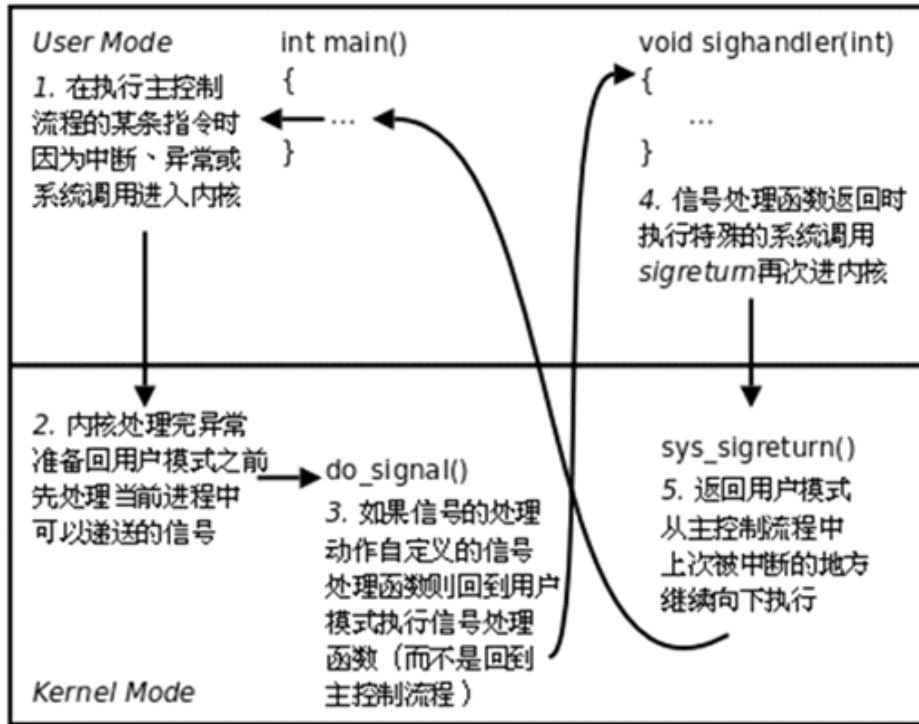 User Mode
int main()
{
...
}
void sighandler(int)
{
...
}
1. 在执行主控制
流程的某条指令时
因为中断、异常或
系统调用进入内核
4. 信号处理函数返回时
执行特殊的系统调用
sigreturn再次进内核
2. 内核处理完异常
准备回用户模式之前
先处理当前进程中
可以递送的信号
do_signal()
3. 如果信号的处理
动作自定义的信号
处理函数则回到用户
模式执行信号处理
函数（而不是回到
主控制流程）
sys_sigreturn()
5. 返回用户模式
从主控制流程中
上次被中断的地方
继续向下执行
Kernel Mode